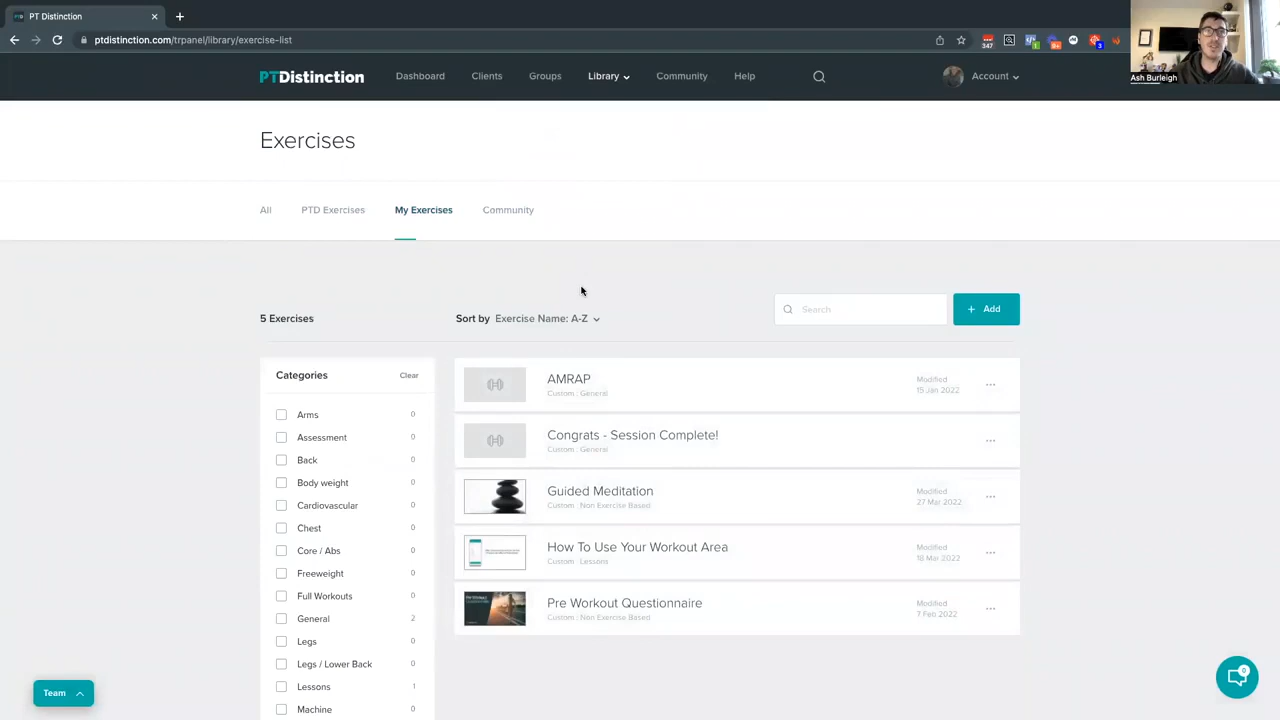 PT Distinction
ptdistinction.com/trpanel/library/exercise-list
347
1
8+
3
Ash Burleigh
PTDistinction
Dashboard
Clients
Groups
Library
Community
Help
Account
Exercises
All
PTD Exercises
My Exercises
Community
5 Exercises
Sort by Exercise Name: A-Z
Search
+ Add
Categories
Clear
Arms 0
Assessment 0
Back 0
Body weight 0
Cardiovascular 0
Chest 0
Core / Abs 0
Freeweight 0
Full Workouts 0
General 2
Legs 0
Legs / Lower Back 0
Lessons 1
Machine 0
AMRAP
Custom : General
Modified
15 Jan 2022
Congrats - Session Complete!
Custom : General
Guided Meditation
Custom : Non Exercise Based
Modified
27 Mar 2022
How To Use Your Workout Area
Custom : Lessons
Modified
18 Mar 2022
Pre Workout Questionnaire
Custom : Non Exercise Based
Modified
7 Feb 2022
Team
0